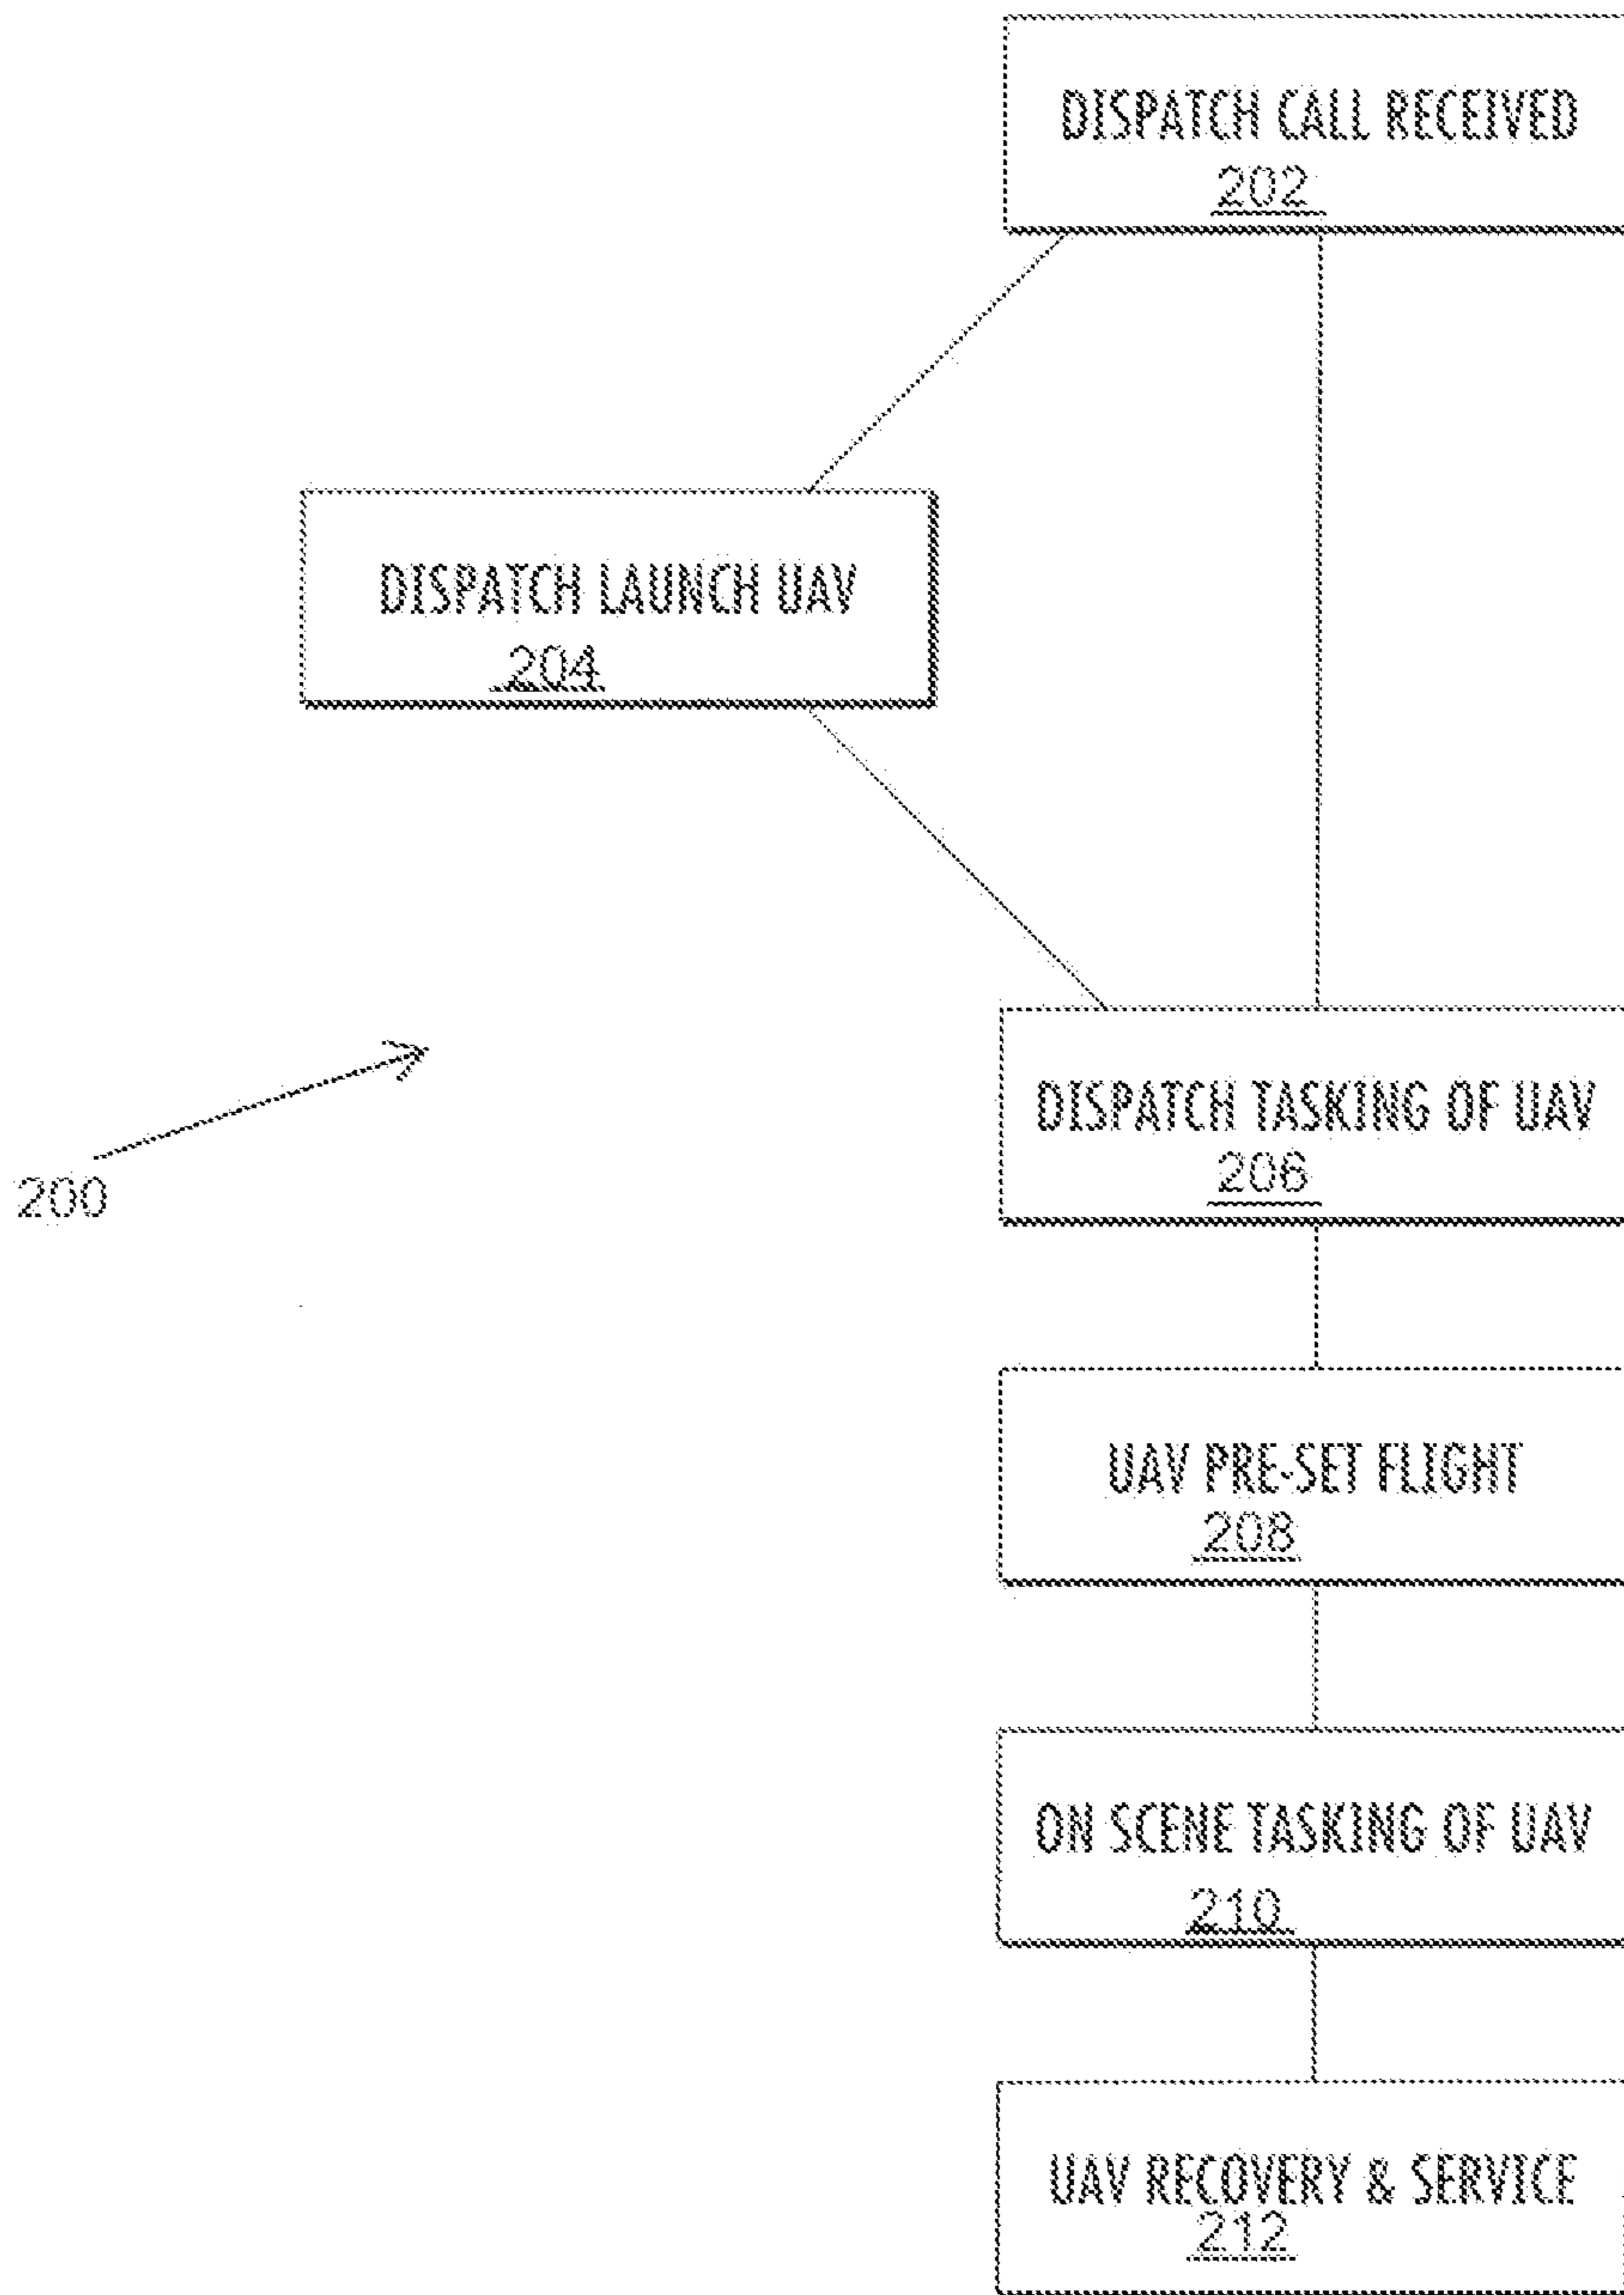 DISPATCH CALL RECEIVED
202
DISPATCH LAUNCH UAV
204
DISPATCH TASKING OF UAV
206
200
UAV PRE-SET FLIGHT
208
ON SCENE TASKING OF UAV
210
UAV RECOVERY & SERVICE
212